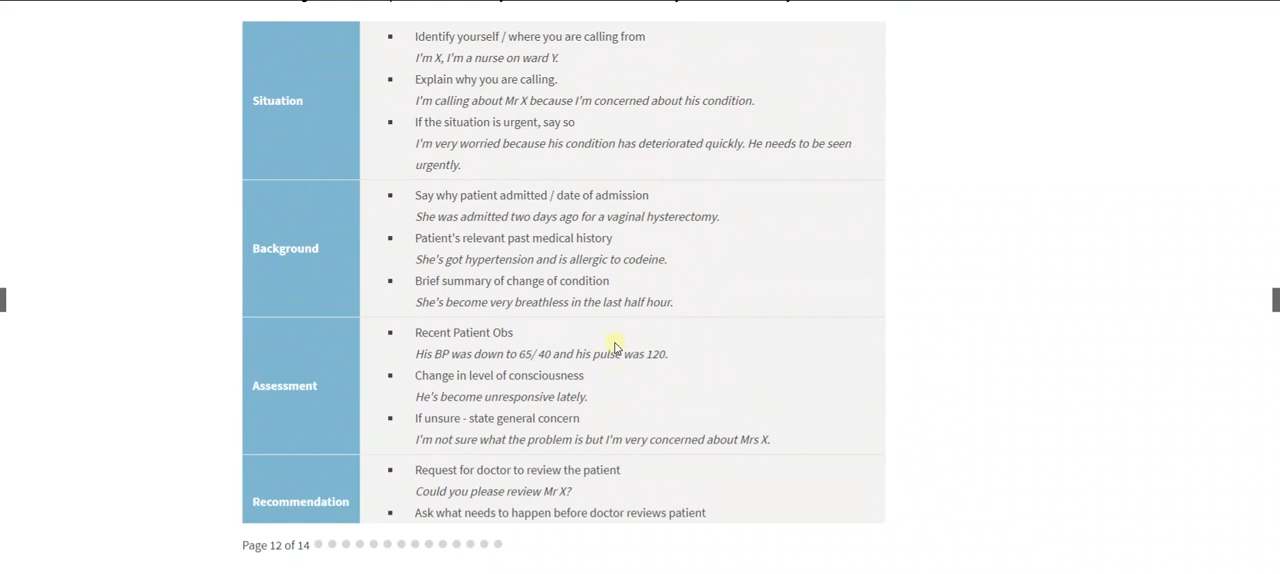 Situation
Identify yourself / where you are calling from
I'm X, I'm a nurse on ward Y.
Explain why you are calling.
I'm calling about Mr X because I'm concerned about his condition.
If the situation is urgent, say so
I'm very worried because his condition has deteriorated quickly. He needs to be seen
urgently.
Background
Say why patient admitted / date of admission
She was admitted two days ago for a vaginal hysterectomy.
Patient's relevant past medical history
She's got hypertension and is allergic to codeine.
Brief summary of change of condition
She's become very breathless in the last half hour.
Assessment
Recent Patient Obs
His BP was down to 65/ 40 and his pulse was 120.
Change in level of consciousness
He's become unresponsive lately.
If unsure - state general concern
I'm not sure what the problem is but I'm very concerned about Mrs X.
Recommendation
Request for doctor to review the patient
Could you please review Mr X?
Ask what needs to happen before doctor reviews patient
Page 12 of 14